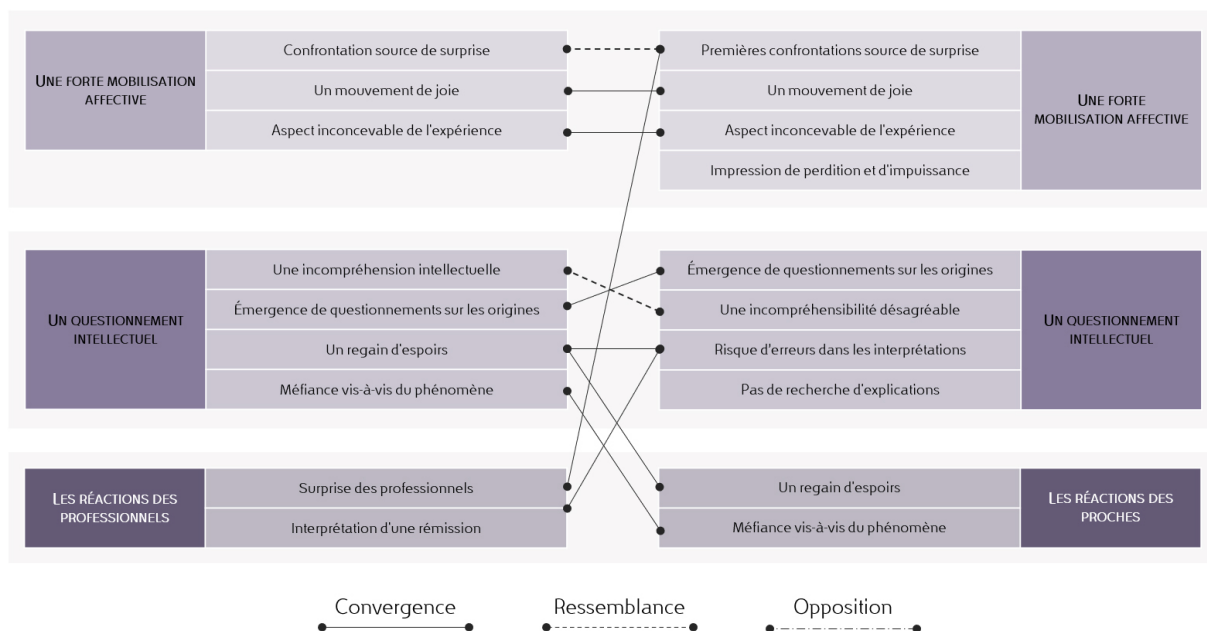 UNE FORTE MOBILISATION
AFFECTIVE
Confrontation source de surprise
Un mouvement de joie
Aspect inconcevable de l'expérience
Premières confrontations source de surprise
Un mouvement de joie
Aspect inconcevable de l'expérience
Impression de perdition et d'impuissance
UNE FORTE
MOBILISATION AFFECTIVE
UN QUESTIONNEMENT
INTELLECTUEL
Une incompréhension intellectuelle
Émergence de questionnements sur les origines
Un regain d'espoirs
Méfiance vis-à-vis du phénomène
Émergence de questionnements sur les origines
Une incompréhensibilité désagréable
Risque d'erreurs dans les interprétations
Pas de recherche d'explications
UN QUESTIONNEMENT
INTELLECTUEL
LES RÉACTIONS DES
PROFESSIONNELS
Surprise des professionnels
Interprétation d'une rémission
Un regain d'espoirs
Méfiance vis-à-vis du phénomène
LES RÉACTIONS DES
PROCHES
Convergence
Ressemblance
Opposition